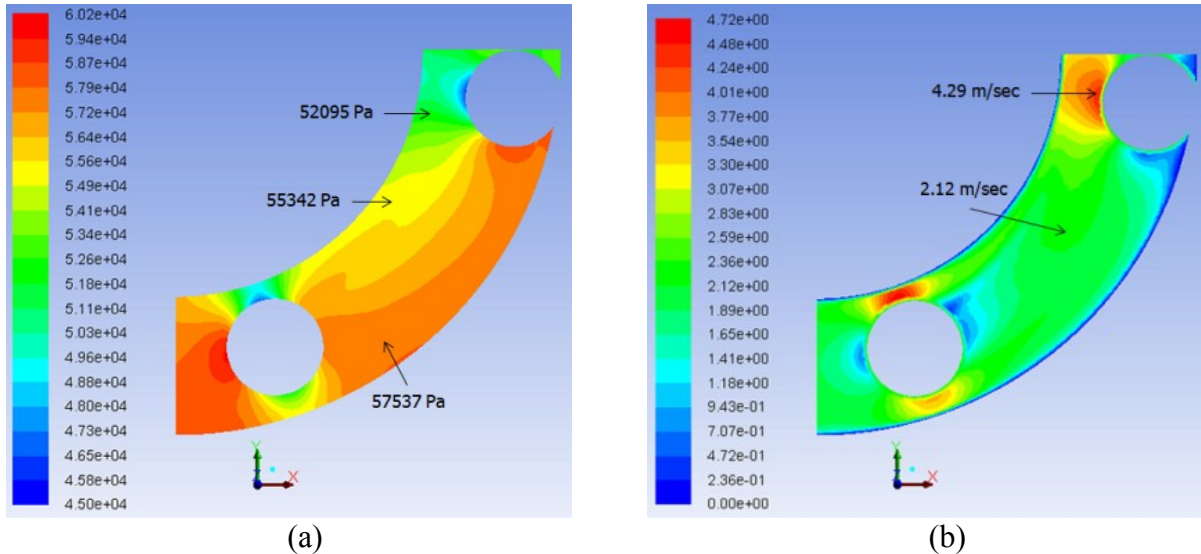 6.02e+04
5.94e+04
5.87e+04
5.79e+04
5.72e+04
5.64e+04
5.56e+04
5.49e+04
5.41e+04
5.34e+04
5.26e+04
5.18e+04
5.11e+04
5.03e+04
4.96e+04
4.88e+04
4.80e+04
4.73e+04
4.65e+04
4.58e+04
4.50e+04
52095 Pa
55342 Pa
57537 Pa
Y
Z
X
(a)
4.72e+00
4.48e+00
4.24e+00
4.01e+00
3.77e+00
3.54e+00
3.30e+00
3.07e+00
2.83e+00
2.59e+00
2.36e+00
2.12e+00
1.89e+00
1.65e+00
1.41e+00
1.18e+00
9.43e-01
7.07e-01
4.72e-01
2.36e-01
0.00e+00
4.29 m/sec
2.12 m/sec
Y
Z
X
(b)